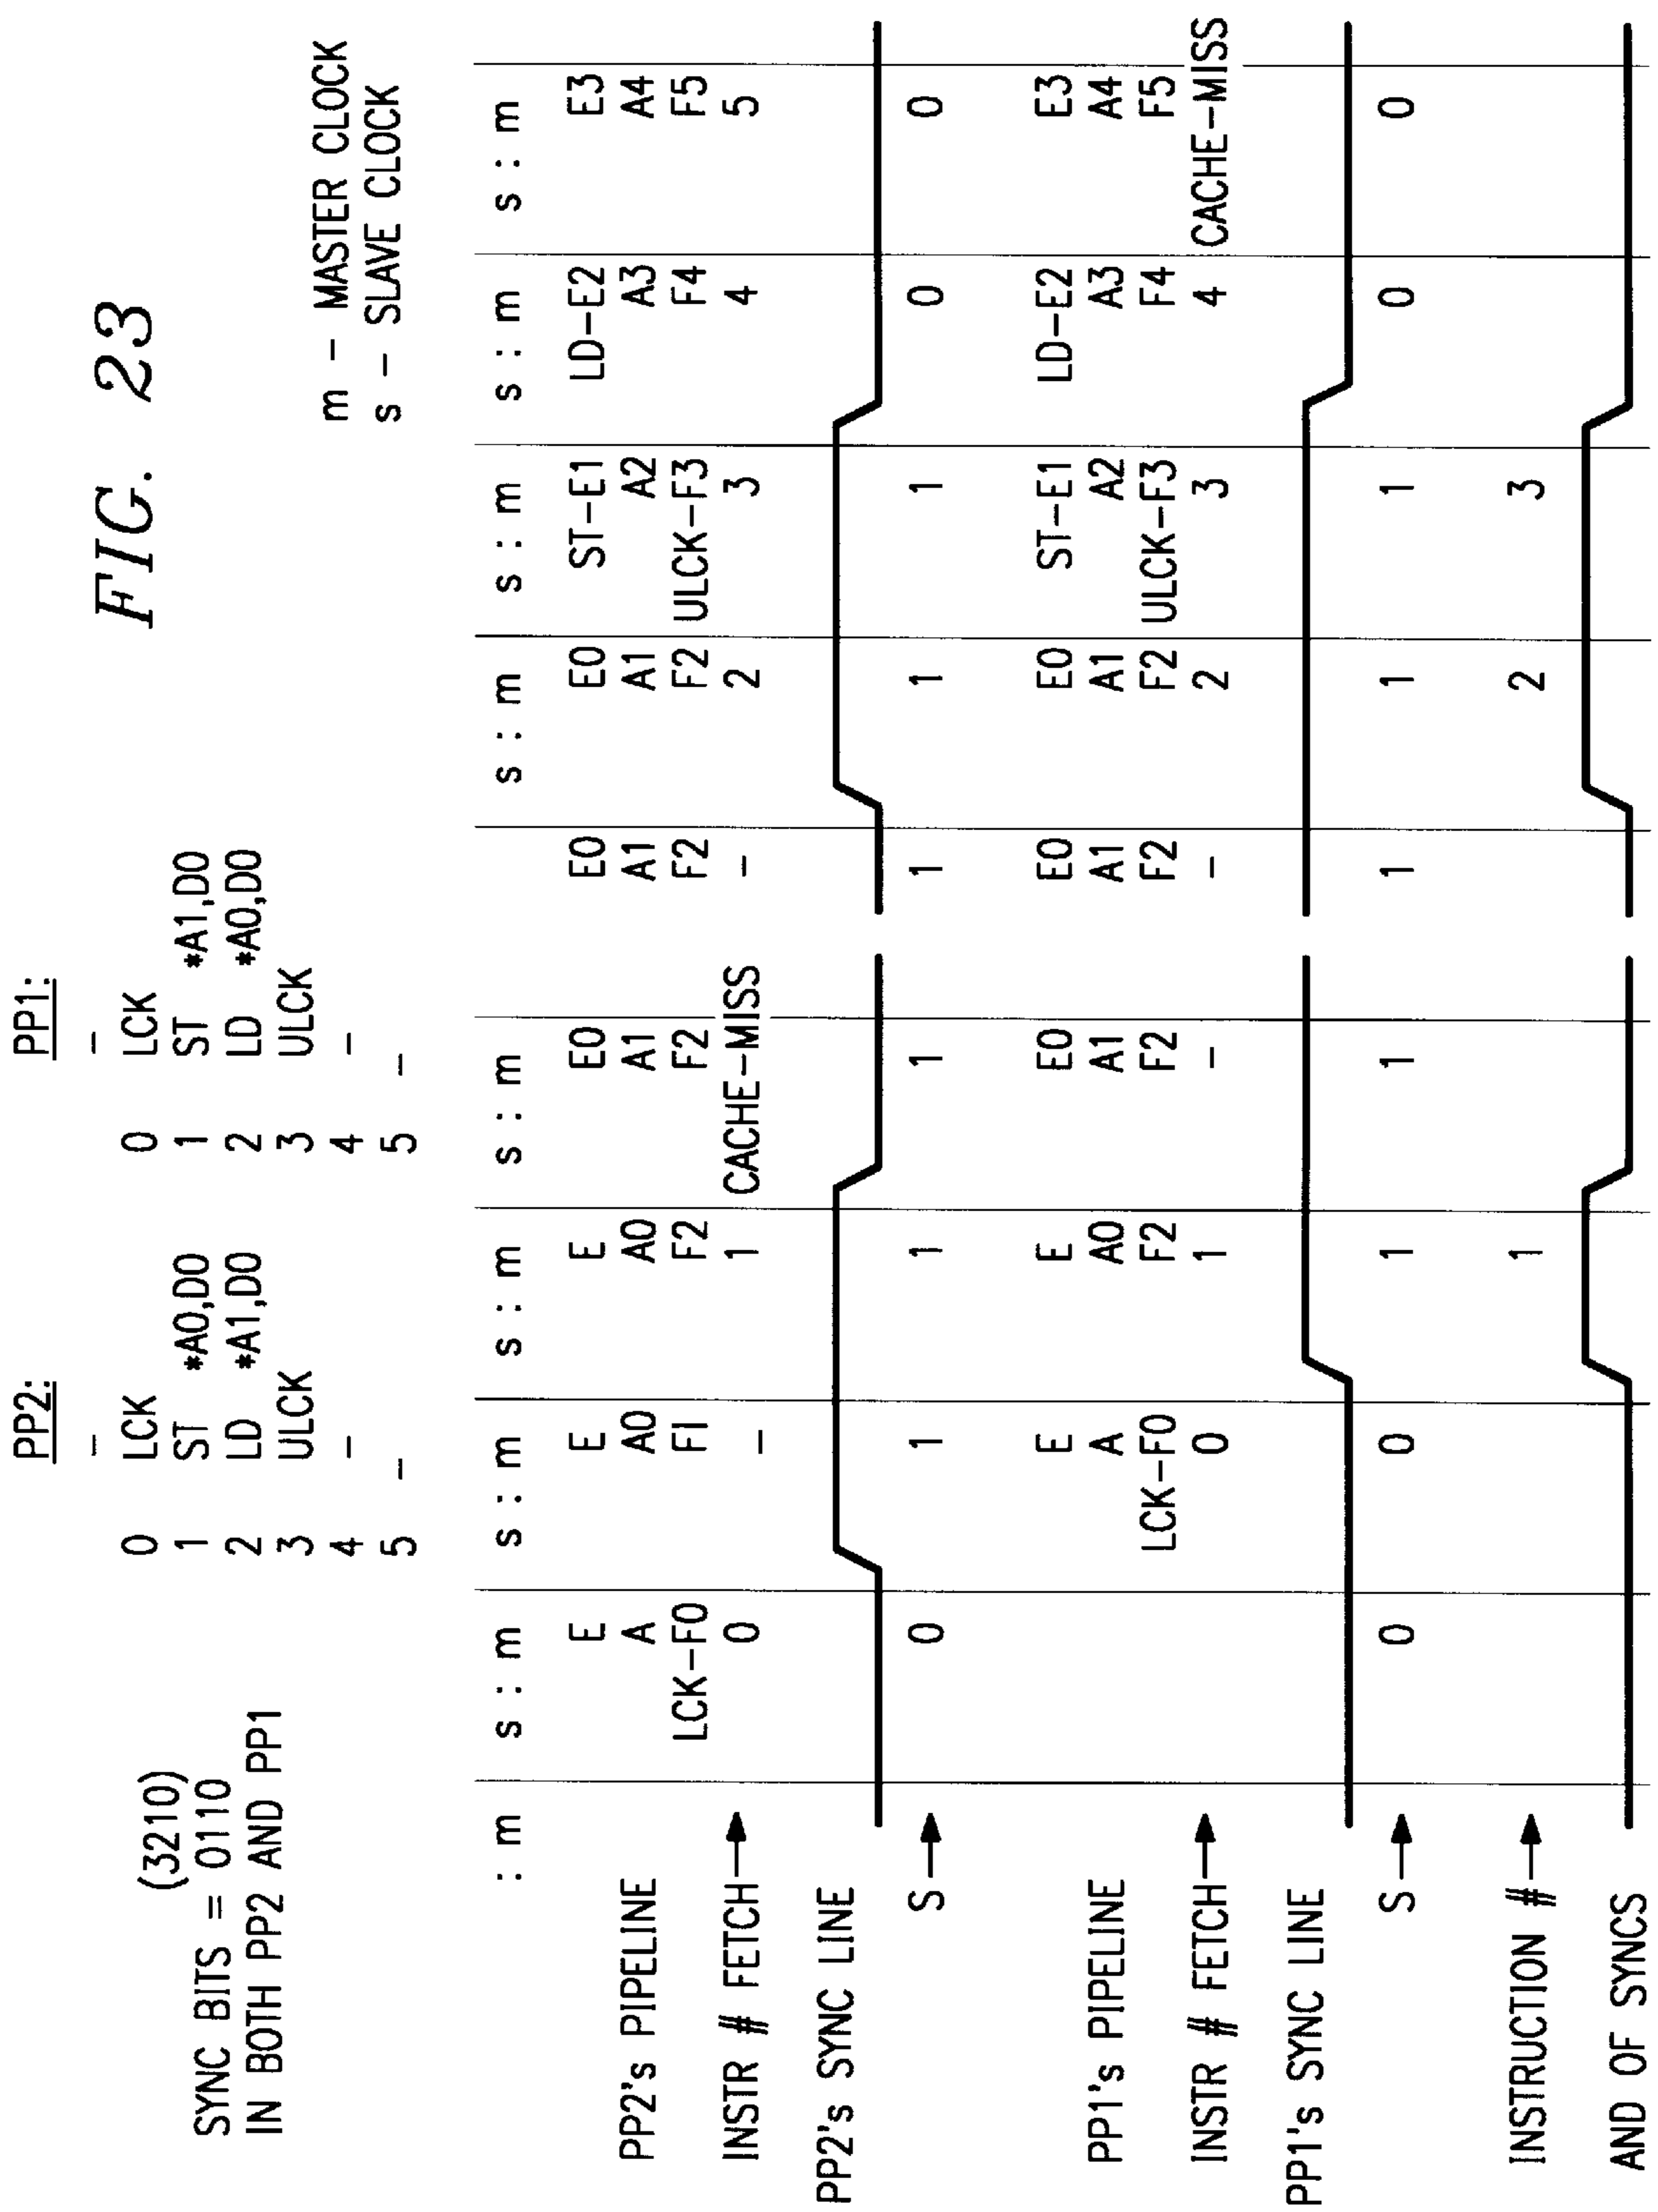 FIG. 23
PP2:
–
0 LCK
1 ST *A0,D0
2 LD *A1,D0
3 ULCK
4 –
5 –
PP1:
–
0 LCK
1 ST *A1,D0
2 LD *A0,D0
3 ULCK
4 –
5 –
(3210)
SYNC BITS = 0110
IN BOTH PP2 AND PP1
m – MASTER CLOCK
s – SLAVE CLOCK
: m s : m s : m s : m s : m s : m s : m s : m s : m
E E E E0 E0 E0 ST–E1 LD–E2 E3
PP2's PIPELINE A A0 A0 A1 A1 A1 A2 A3 A4
LCK–F0 F1 F2 F2 F2 F2 ULCK–F3 F4 F5
INSTR # FETCH 0 – 1 CACHE–MISS – 2 3 4 5
PP2's SYNC LINE
S 0 1 1 1 1 1 1 0 0
E E E0 E0 E0 ST–E1 LD–E2 E3
PP1's PIPELINE A A0 A1 A1 A1 A2 A3 A4
LCK–F0 F2 F2 F2 F2 ULCK–F3 F4 F5
INSTR # FETCH 0 1 – – 2 3 4 CACHE–MISS
PP1's SYNC LINE
S 0 0 1 1 1 1 1 0 0
INSTRUCTION # 1 2 3
AND OF SYNCS